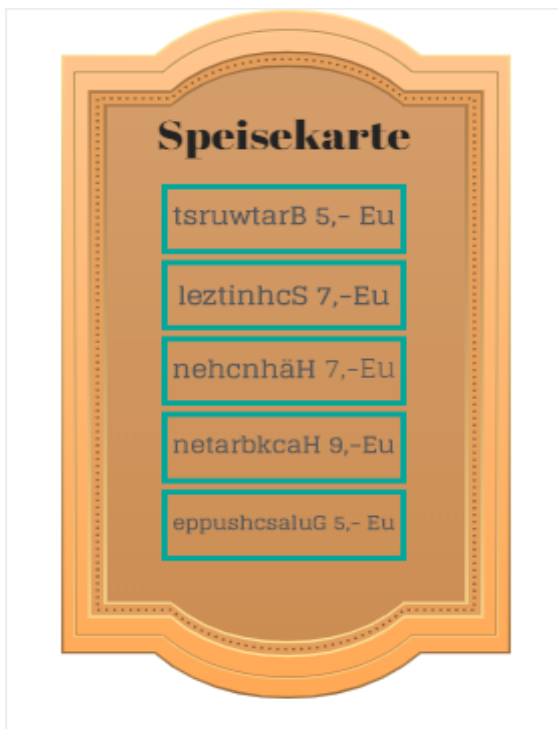 Speisekarte
tsruwtarB 5,- Eu
leztinhcS 7,-Eu
nehcnhäH 7,-Eu
netarbkcaH 9,-Eu
eppushcsaluG 5,- Eu